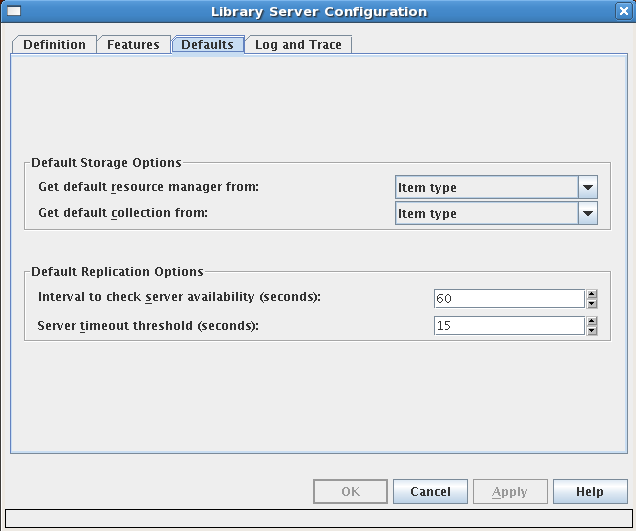 Library Server Configuration
Definition Features Defaults Log and Trace
Default Storage Options
Get default resource manager from: Item type
Get default collection from: Item type
Default Replication Options
Interval to check server availability (seconds): 60
Server timeout threshold (seconds): 15
OK Cancel Apply Help